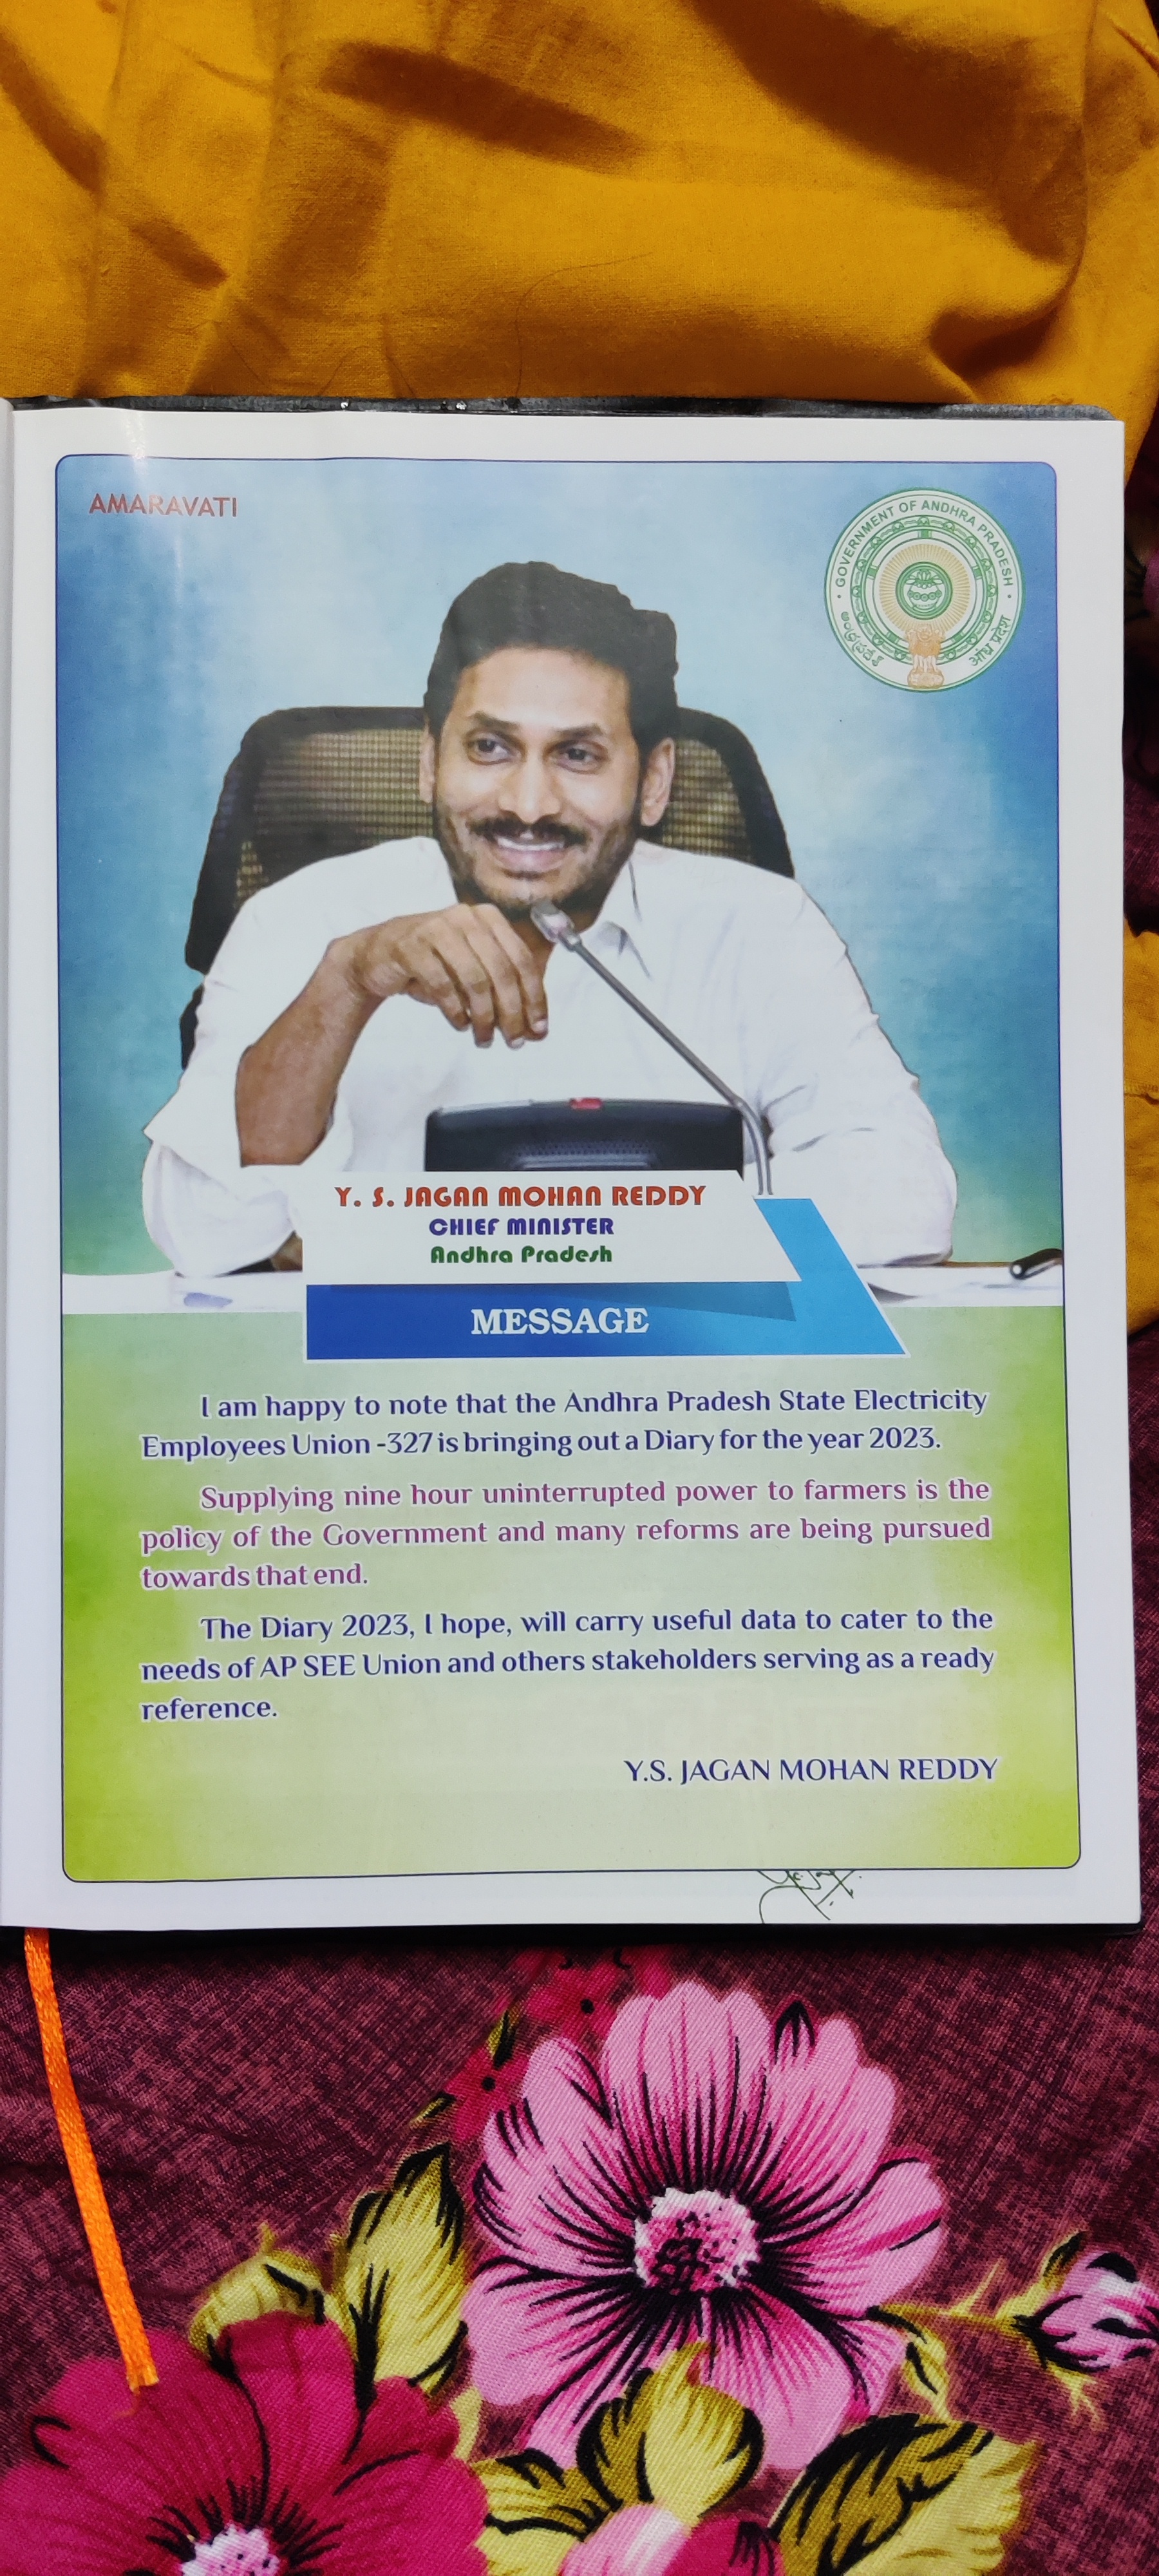 AMARAVATI
GOVERNMENT OF ANDHRA PRADESH
ఆంధ్రప్రదేశ్
आंध्र प्रदेश
Y. S. JAGAN MOHAN REDDY
CHIEF MINISTER
Andhra Pradesh
MESSAGE
I am happy to note that the Andhra Pradesh State Electricity
Employees Union -327 is bringing out a Diary for the year 2023.
Supplying nine hour uninterrupted power to farmers is the
policy of the Government and many reforms are being pursued
towards that end.
The Diary 2023, I hope, will carry useful data to cater to the
needs of AP SEE Union and others stakeholders serving as a ready
reference.
Y.S. JAGAN MOHAN REDDY